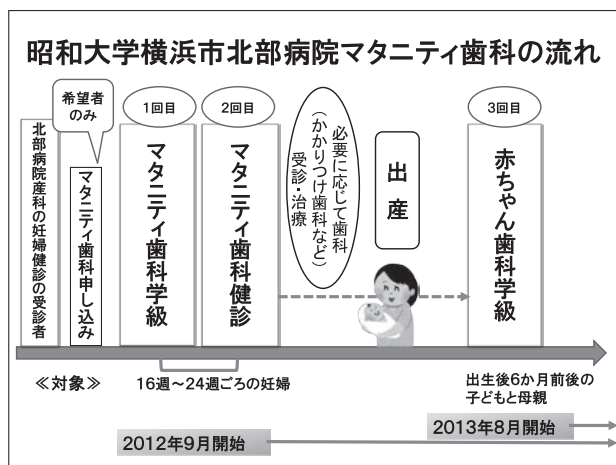 昭和大学横浜市北部病院マタニティ歯科の流れ
北部病院産科の妊婦健診の受診者
希望者
のみ
マタニティ歯科申し込み
1回目
マタニティ歯科学級
2回目
マタニティ歯科健診
必要に応じて歯科
(かかりつけ歯科など)
受診・治療
出産
3回目
赤ちゃん歯科学級
≪対象≫
16週～24週ごろの妊婦
出生後6か月前後の
子どもと母親
2013年8月開始
2012年9月開始